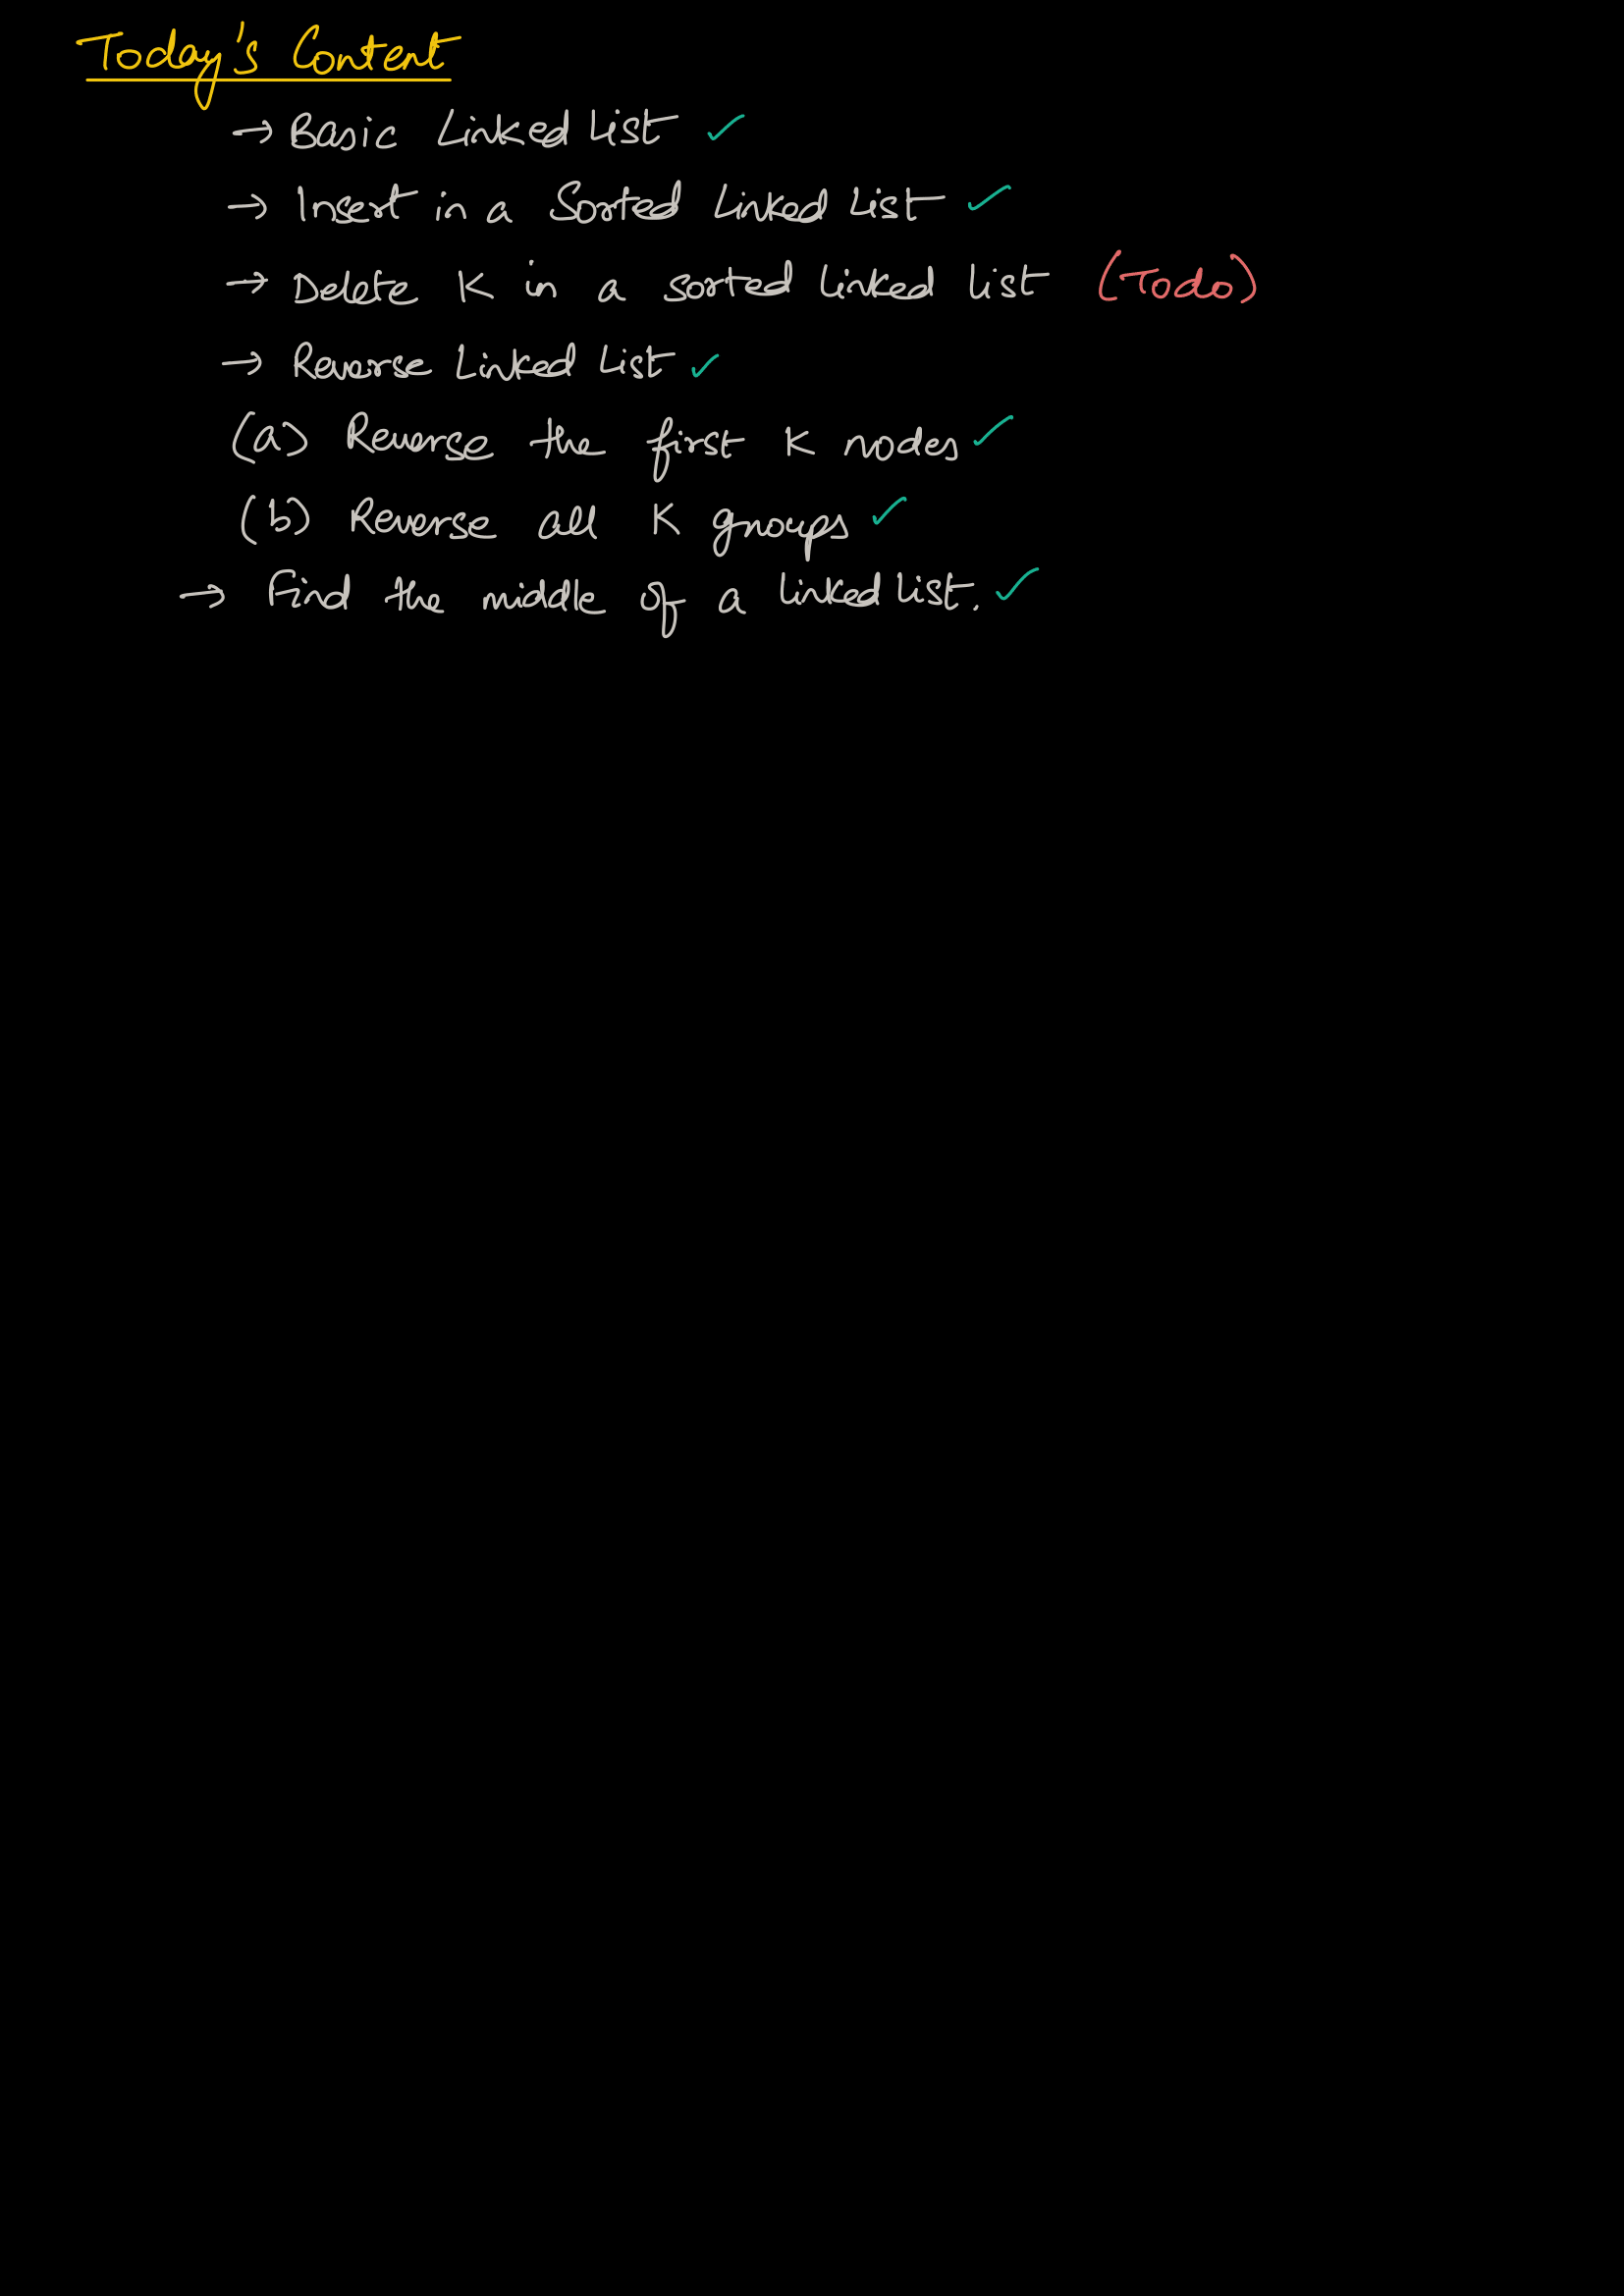 Today's Content
→ Basic Linked List ✓
→ Insert in a Sorted Linked List ✓
→ Delete K in a sorted linked list (Todo)
→ Reverse Linked List ✓
(a) Reverse the first K nodes ✓
(b) Reverse all K groups ✓
→ Find the middle of a linked list. ✓